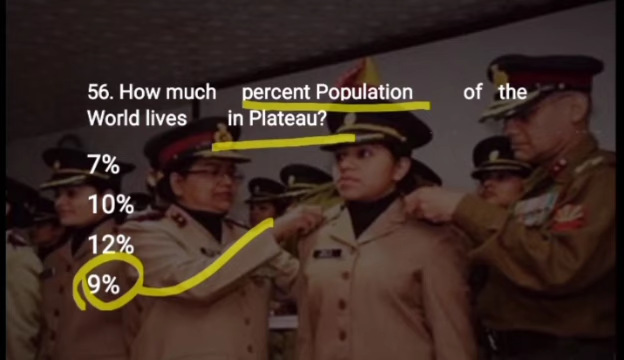 56. How much percent Population of the
World lives in Plateau?
7%
10%
12%
9%